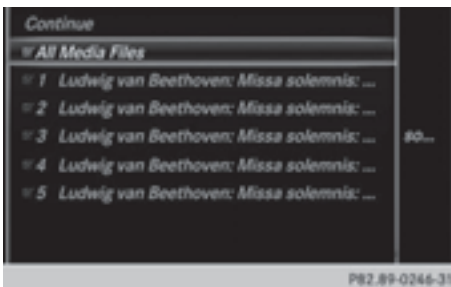 Continue
All Media Files
1 Ludwig van Beethoven: Missa solemnis: ...
2 Ludwig van Beethoven: Missa solemnis: ...
3 Ludwig van Beethoven: Missa solemnis: ...
so...
4 Ludwig van Beethoven: Missa solemnis: ...
5 Ludwig van Beethoven: Missa solemnis: ...
P82.89-0246-31